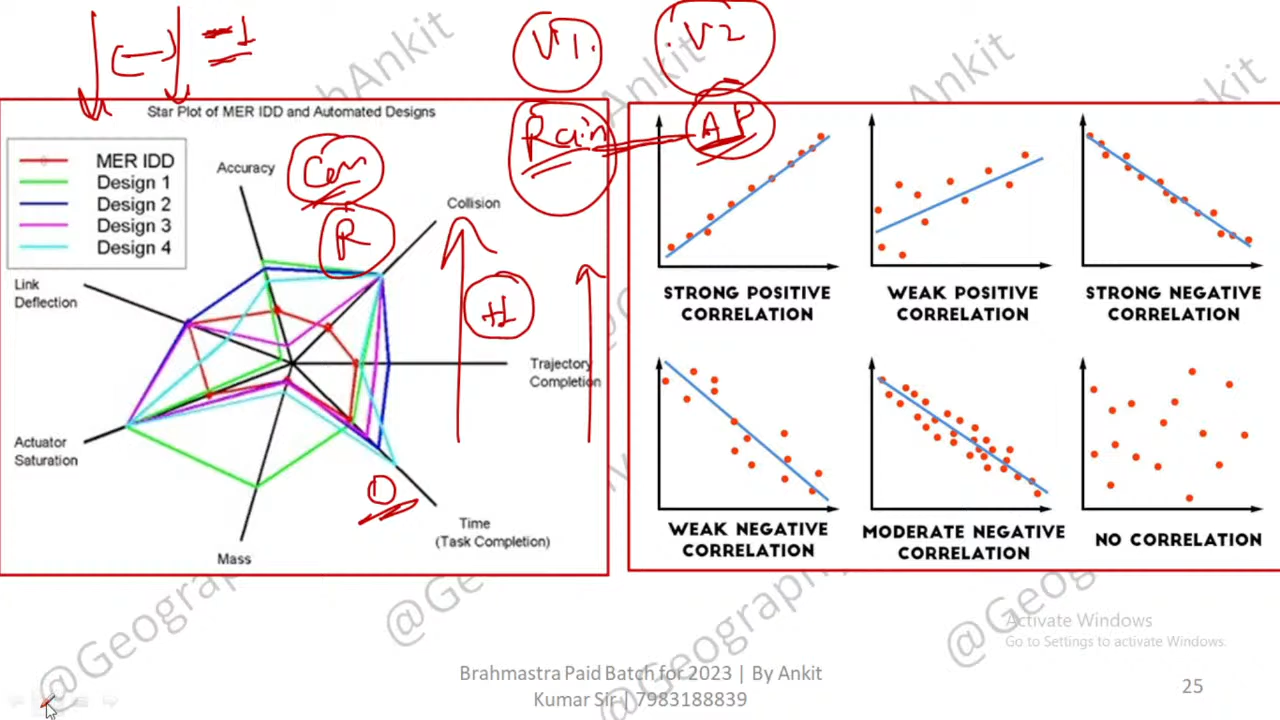 (-) = -1
V1.
V2
Rain
AP
Star Plot of MER IDD and Automated Designs
MER IDD
Design 1
Design 2
Design 3
Design 4
Accuracy
Collision
Link
Deflection
R
+1
Trajectory
Completion
Actuator
Saturation
Mass
D
Time
(Task Completion)
STRONG POSITIVE
CORRELATION
WEAK POSITIVE
CORRELATION
STRONG NEGATIVE
CORRELATION
WEAK NEGATIVE
CORRELATION
MODERATE NEGATIVE
CORRELATION
NO CORRELATION
Activate Windows
Go to Settings to activate Windows.
Brahmastra Paid Batch for 2023 | By Ankit
Kumar Sir | 7983188839
25